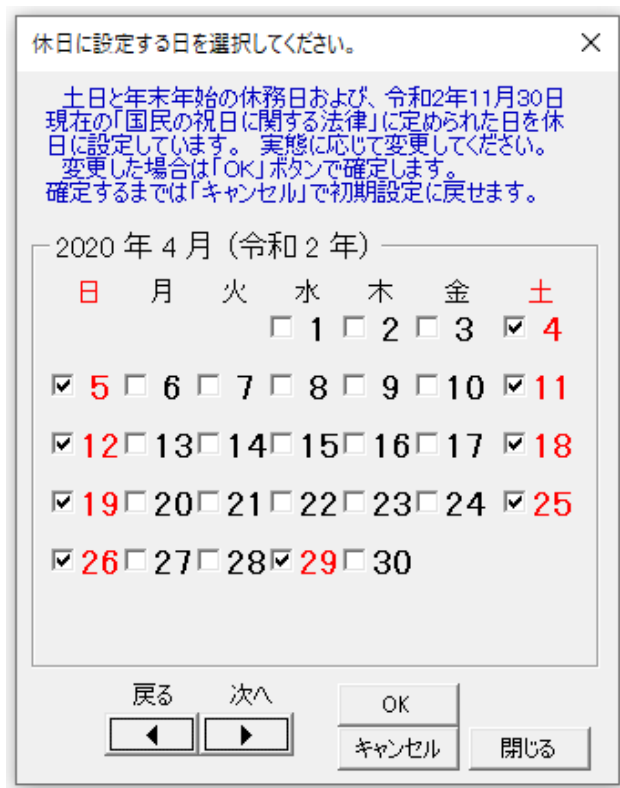 休日に設定する日を選択してください。
土日と年末年始の休務日および、令和2年11月30日
現在の「国民の祝日に関する法律」に定められた日を休
日に設定しています。 実態に応じて変更してください。
変更した場合は「OK」ボタンで確定します。
確定するまでは「キャンセル」で初期設定に戻せます。
2020 年 4 月 (令和 2 年)
日 月 火 水 木 金 土
1 2 3 4
5 6 7 8 9 10 11
12 13 14 15 16 17 18
19 20 21 22 23 24 25
26 27 28 29 30
戻る 次へ
OK
キャンセル 閉じる